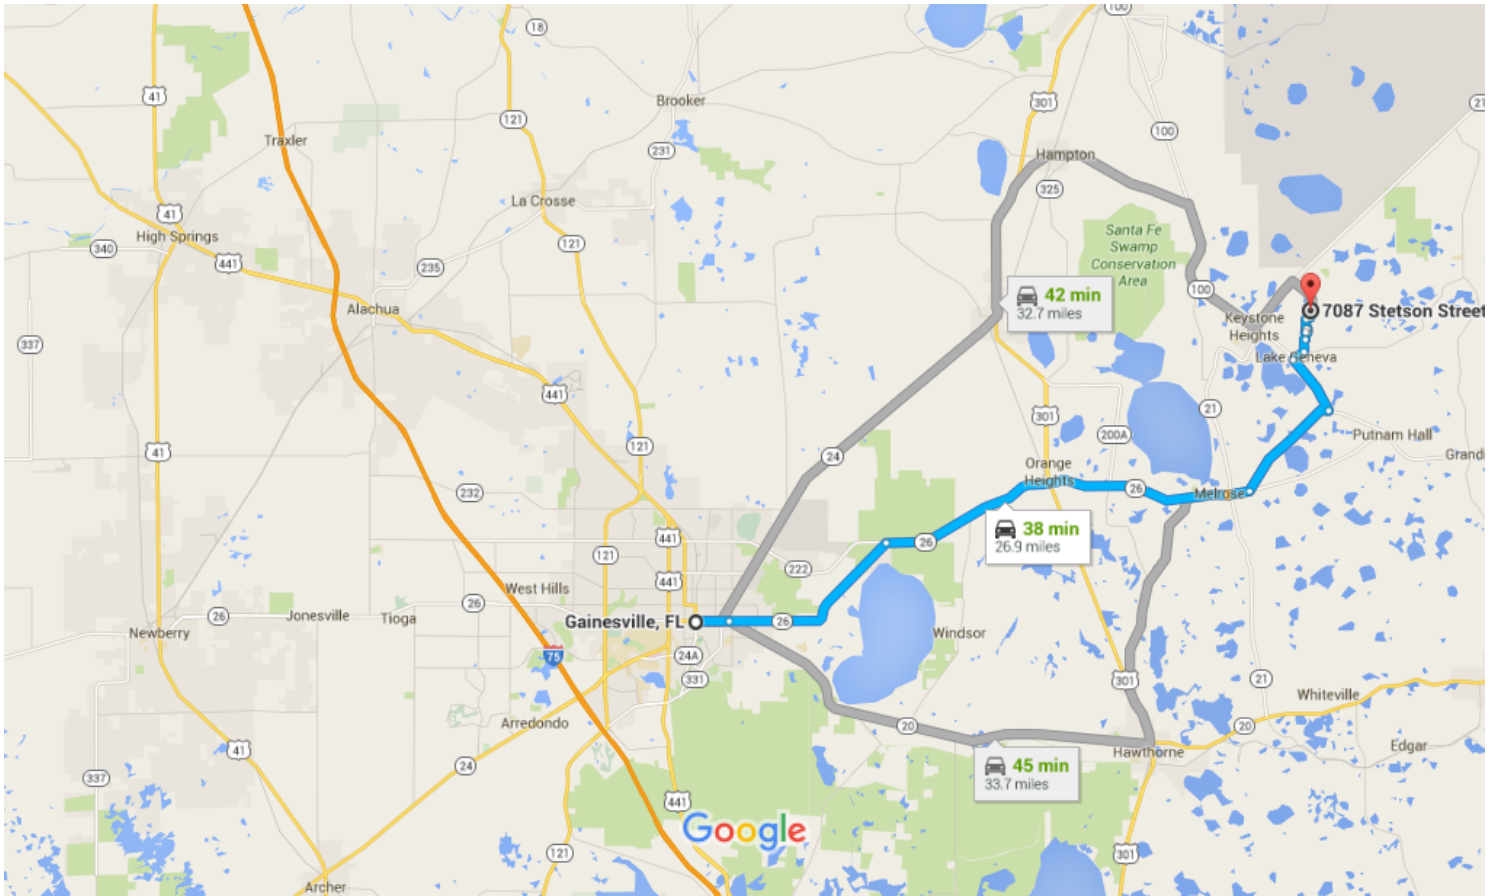 100
18
41
121
301
21
Brooker
100
Traxler
231
Hampton
325
41
La Crosse
Santa Fe
Swamp
Conservation
Area
High Springs
340
441
121
235
100
42 min
32.7 miles
Alachua
7087 Stetson Street
Keystone
Heights
337
Lake Geneva
441
21
301
200A
Putnam Hall
121
41
24
Grandi
Orange
Heights
232
26
Melrose
38 min
26.9 miles
441
26
121
222
441
West Hills
26
26
Jonesville
Tioga
Gainesville, FL
26
Newberry
Windsor
75
24A
331
301
21
Whiteville
20
20
Arredondo
Hawthorne
Edgar
41
24
45 min
33.7 miles
337
441
Google
121
301
Archer